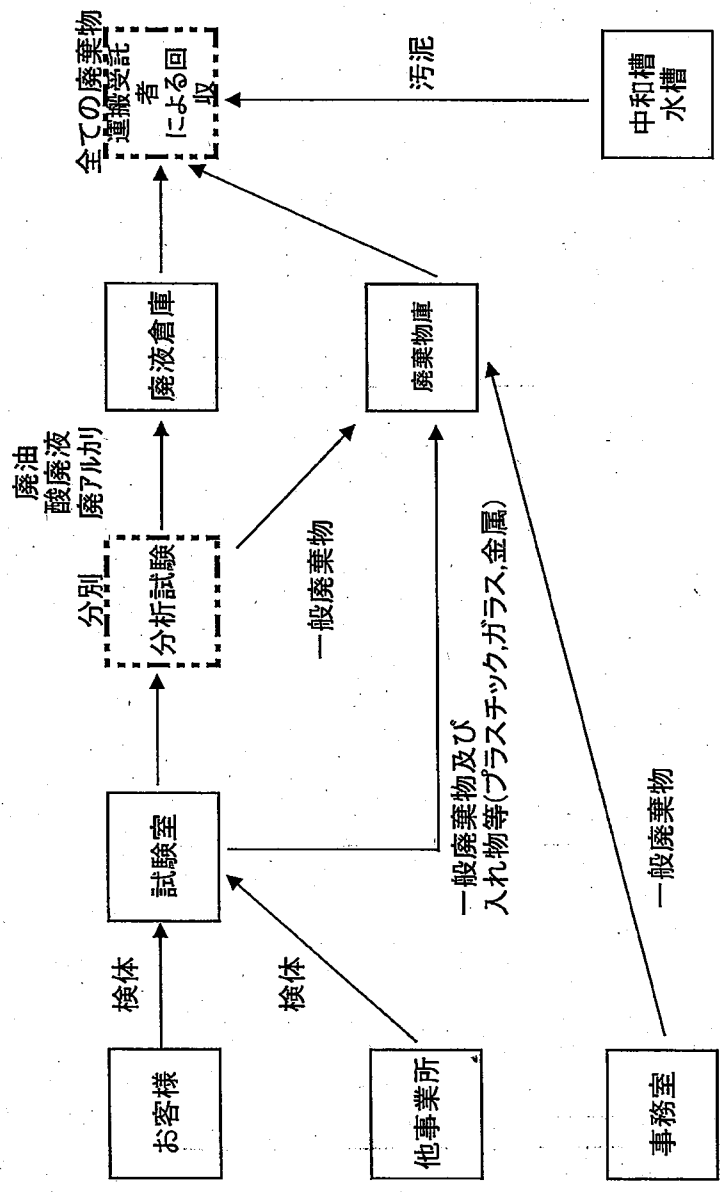 お客様
検体
試験室
分別
分析試験
廃油
酸廃液
廃アルカリ
廃液倉庫
全ての廃棄物
運搬受託
者
による回
収
他事業所
検体
一般廃棄物
一般廃棄物及び
入れ物等(プラスチック,ガラス,金属)
廃棄物庫
汚泥
事務室
一般廃棄物
中和槽
水槽